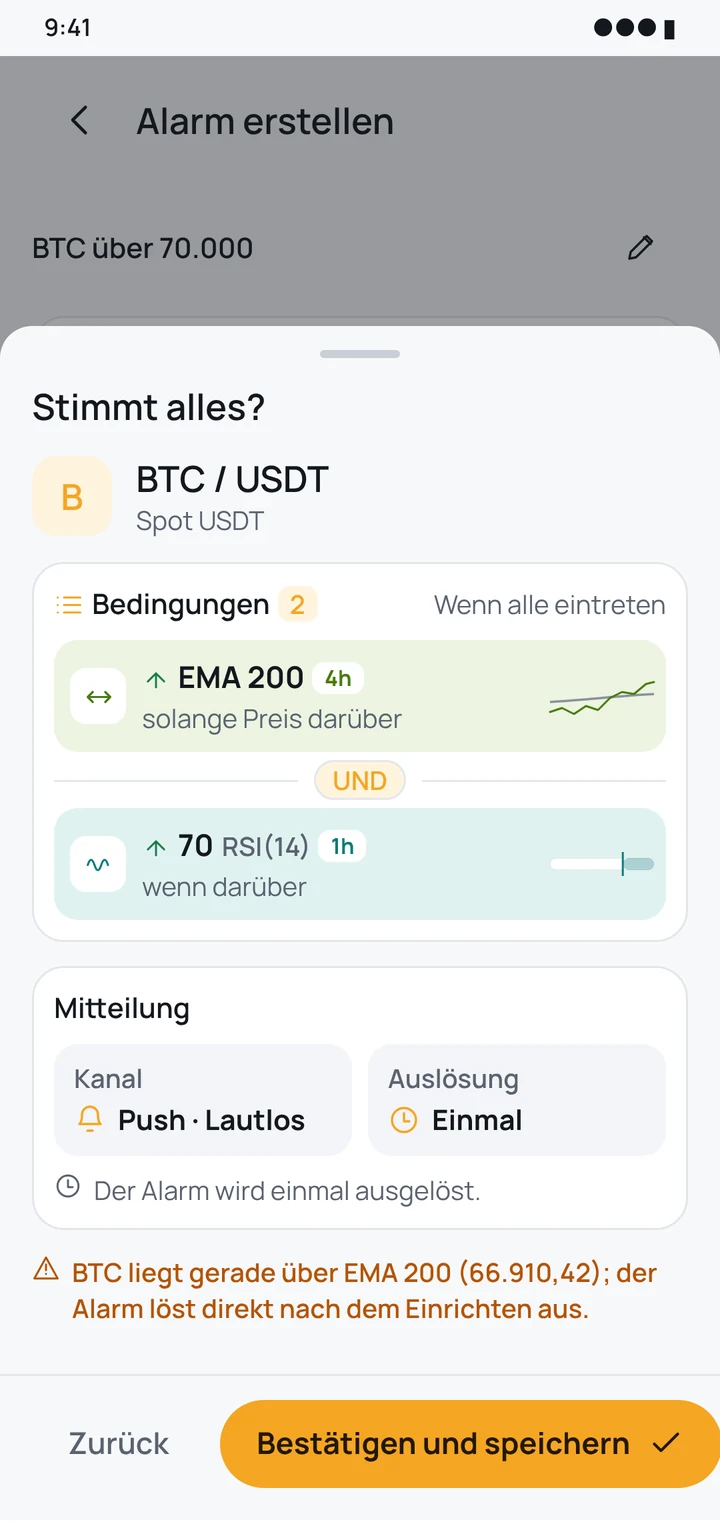 9:41
Alarm erstellen
BTC über 70.000
Stimmt alles?
B
BTC / USDT
Spot USDT
Bedingungen 2
Wenn alle eintreten
EMA 200 4h
solange Preis darüber
UND
70 RSI(14) 1h
wenn darüber
Mitteilung
Kanal
Push · Lautlos
Auslösung
Einmal
Der Alarm wird einmal ausgelöst.
BTC liegt gerade über EMA 200 (66.910,42); der
Alarm löst direkt nach dem Einrichten aus.
Zurück
Bestätigen und speichern